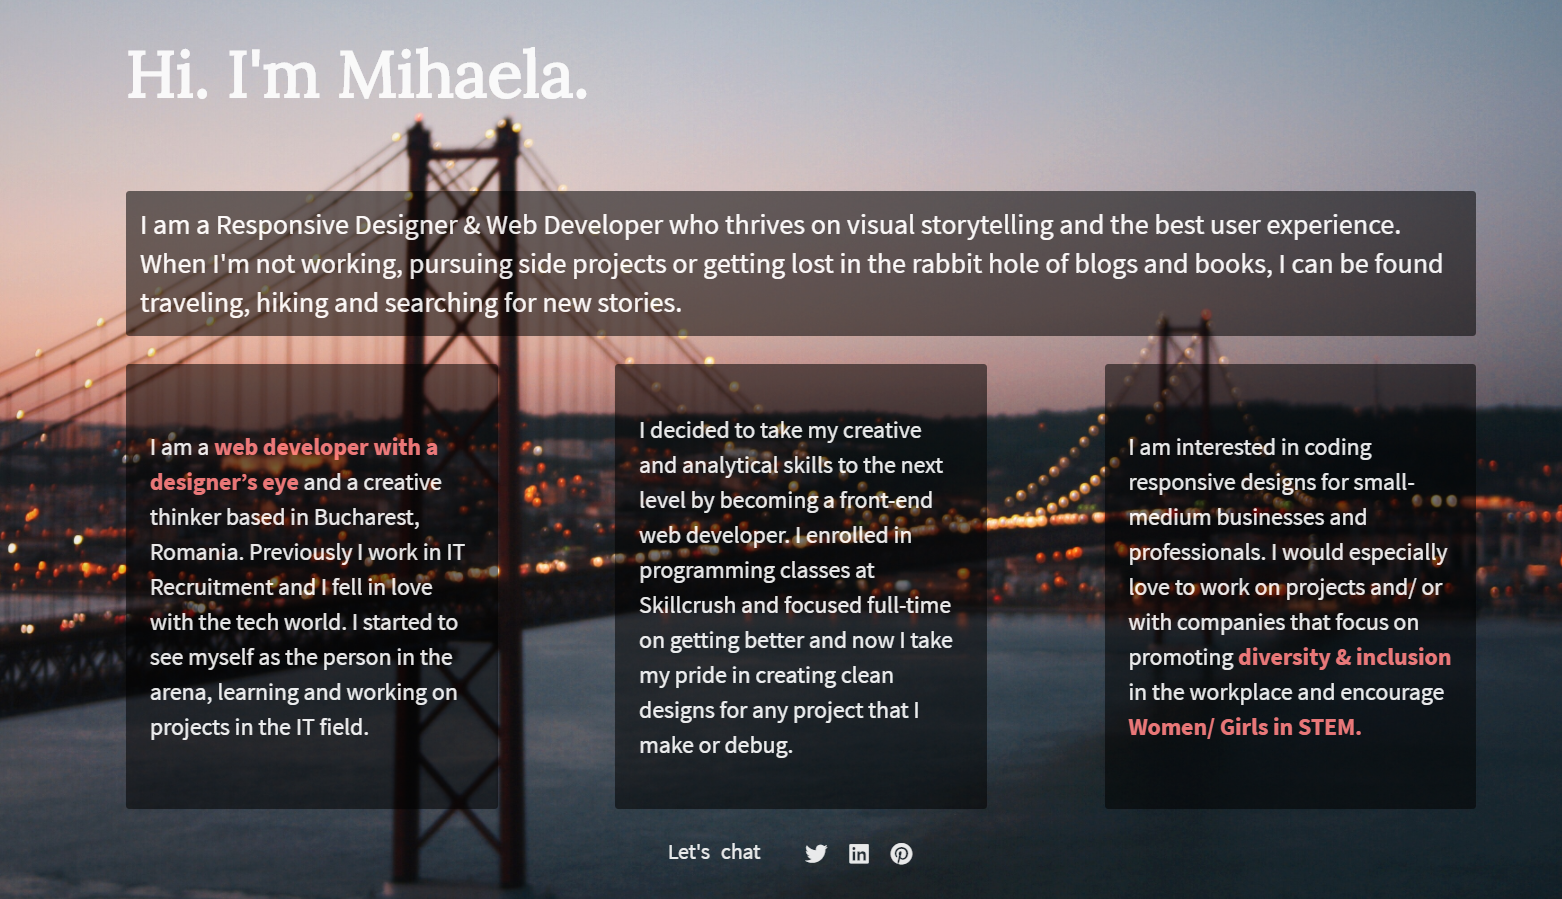 Hi. I'm Mihaela.
I am a Responsive Designer & Web Developer who thrives on visual storytelling and the best user experience.
When I'm not working, pursuing side projects or getting lost in the rabbit hole of blogs and books, I can be found
traveling, hiking and searching for new stories.
I am a web developer with a
designer’s eye and a creative
thinker based in Bucharest,
Romania. Previously I work in IT
Recruitment and I fell in love
with the tech world. I started to
see myself as the person in the
arena, learning and working on
projects in the IT field.
I decided to take my creative
and analytical skills to the next
level by becoming a front-end
web developer. I enrolled in
programming classes at
Skillcrush and focused full-time
on getting better and now I take
my pride in creating clean
designs for any project that I
make or debug.
I am interested in coding
responsive designs for small-
medium businesses and
professionals. I would especially
love to work on projects and/ or
with companies that focus on
promoting diversity & inclusion
in the workplace and encourage
Women/ Girls in STEM.
Let's chat